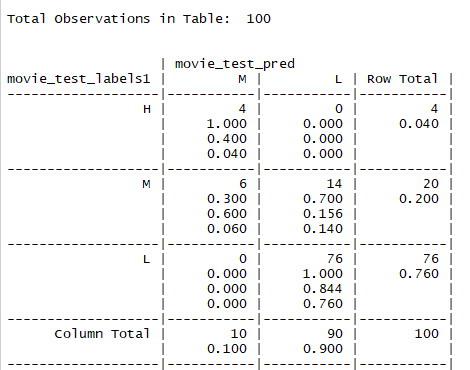 Total Observations in Table:  100
                   | movie_test_pred
movie_test_labels1 |         M |         L | Row Total |
-------------------|-----------|-----------|-----------|
                 H |         4 |         0 |         4 |
                   |     1.000 |     0.000 |     0.040 |
                   |     0.400 |     0.000 |           |
                   |     0.040 |     0.000 |           |
-------------------|-----------|-----------|-----------|
                 M |         6 |        14 |        20 |
                   |     0.300 |     0.700 |     0.200 |
                   |     0.600 |     0.156 |           |
                   |     0.060 |     0.140 |           |
-------------------|-----------|-----------|-----------|
                 L |         0 |        76 |        76 |
                   |     0.000 |     1.000 |     0.760 |
                   |     0.000 |     0.844 |           |
                   |     0.000 |     0.760 |           |
-------------------|-----------|-----------|-----------|
      Column Total |        10 |        90 |       100 |
                   |     0.100 |     0.900 |           |
-------------------|-----------|-----------|-----------|